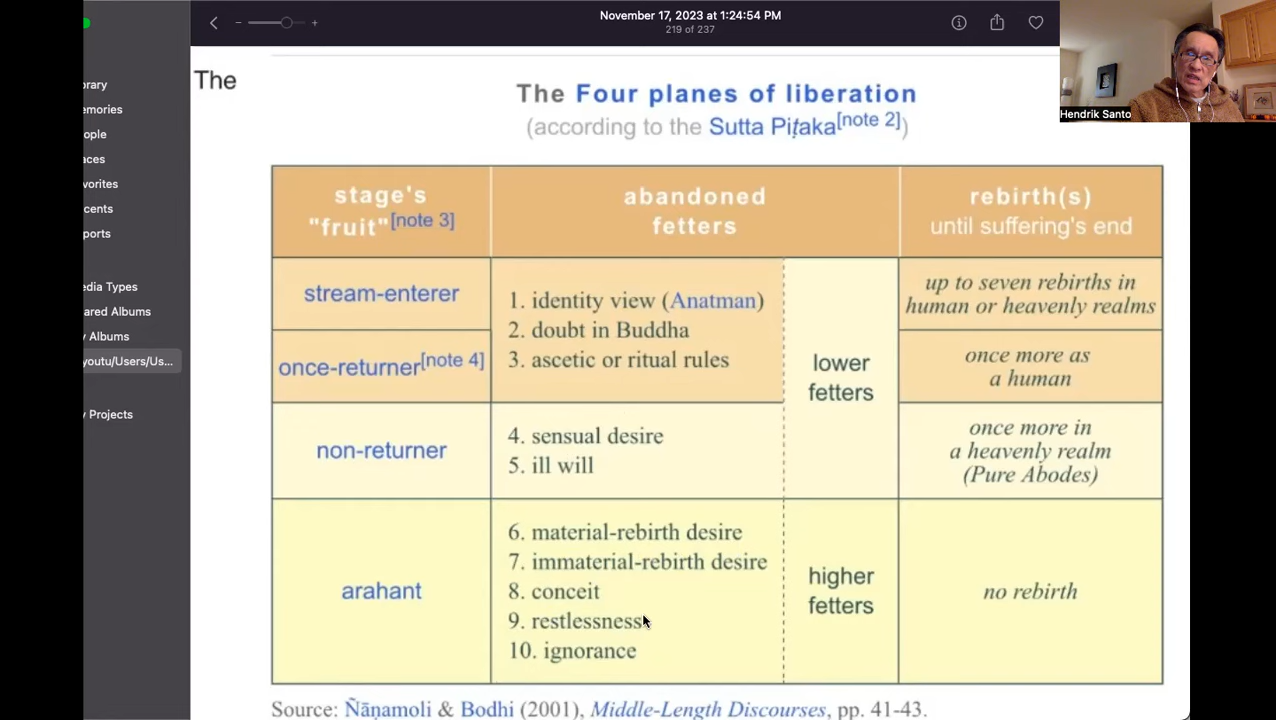 November 17, 2023 at 1:24:54 PM
219 of 237
Hendrik Santo
brary
emories
ople
aces
vorites
cents
ports
edia Types
ared Albums
y Albums
youtu/Users/Us...
y Projects
The
The Four planes of liberation
(according to the Sutta Piṭaka[note 2])
stage's
"fruit"[note 3]
abandoned
fetters
rebirth(s)
until suffering's end
stream-enterer
1. identity view (Anatman)
2. doubt in Buddha
3. ascetic or ritual rules
lower
fetters
up to seven rebirths in
human or heavenly realms
once-returner[note 4]
once more as
a human
non-returner
4. sensual desire
5. ill will
once more in
a heavenly realm
(Pure Abodes)
arahant
6. material-rebirth desire
7. immaterial-rebirth desire
8. conceit
9. restlessness
10. ignorance
higher
fetters
no rebirth
Source: Ñāṇamoli & Bodhi (2001), Middle-Length Discourses, pp. 41-43.